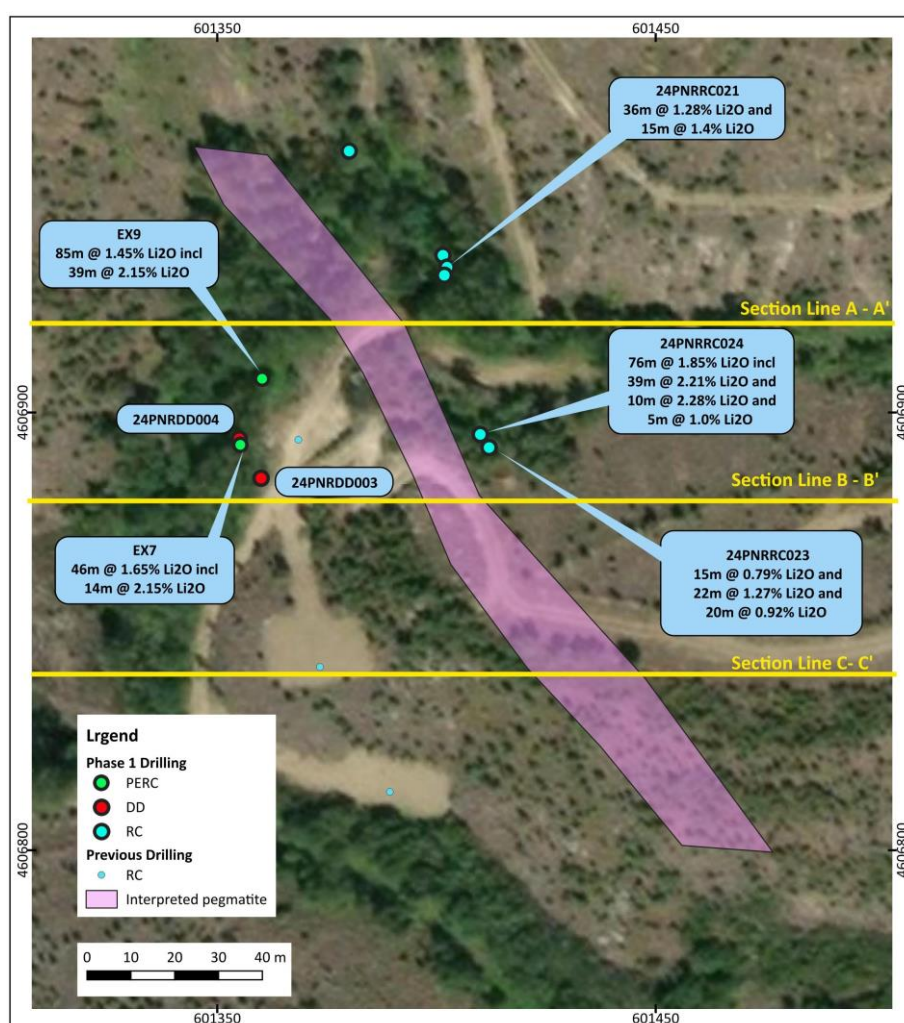 601350
601450
24PNRRC021
36m @ 1.28% Li2O and
15m @ 1.4% Li2O
EX9
85m @ 1.45% Li2O incl
39m @ 2.15% Li2O
Section Line A - A'
24PNRRC024
76m @ 1.85% Li2O incl
39m @ 2.21% Li2O and
10m @ 2.28% Li2O and
5m @ 1.0% Li2O
4606900
4606900
24PNRDD004
24PNRDD003
Section Line B - B'
EX7
46m @ 1.65% Li2O incl
14m @ 2.15% Li2O
24PNRRC023
15m @ 0.79% Li2O and
22m @ 1.27% Li2O and
20m @ 0.92% Li2O
Section Line C- C'
Lrgend
Phase 1 Drilling
PERC
DD
RC
Previous Drilling
RC
Interpreted pegmatite
4606800
4606800
0 10 20 30 40 m
601350
601450